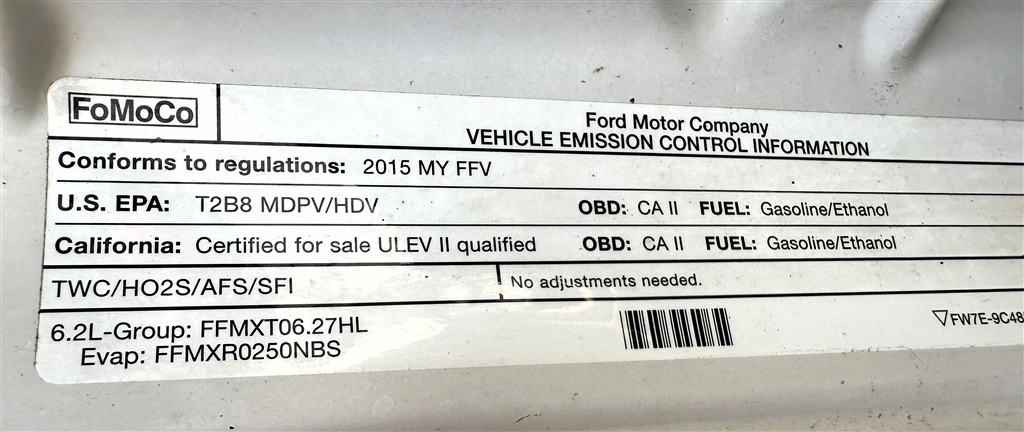 FoMoCo
Ford Motor Company
VEHICLE EMISSION CONTROL INFORMATION
Conforms to regulations: 2015 MY FFV
U.S. EPA: T2B8 MDPV/HDV OBD: CA II FUEL: Gasoline/Ethanol
California: Certified for sale ULEV II qualified OBD: CA II FUEL: Gasoline/Ethanol
TWC/HO2S/AFS/SFI No adjustments needed.
6.2L-Group: FFMXT06.27HL
Evap: FFMXR0250NBS
▽FW7E-9C48